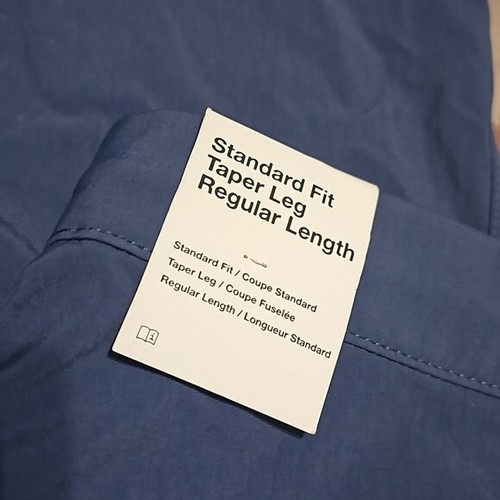 Standard Fit
Taper Leg
Regular Length
Standard Fit / Coupe Standard
Taper Leg / Coupe Fuselée
Regular Length / Longueur Standard